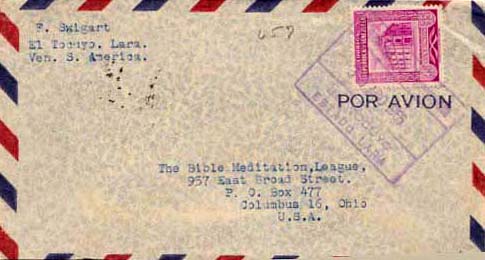 F. Swigart
El Tocuyo, Lara.
Ven. S. America.
POR AVION
The Bible Meditation,League,
957 East Broad Street.
P. O. Box 477
Columbus 16, Ohio
U.S.A.